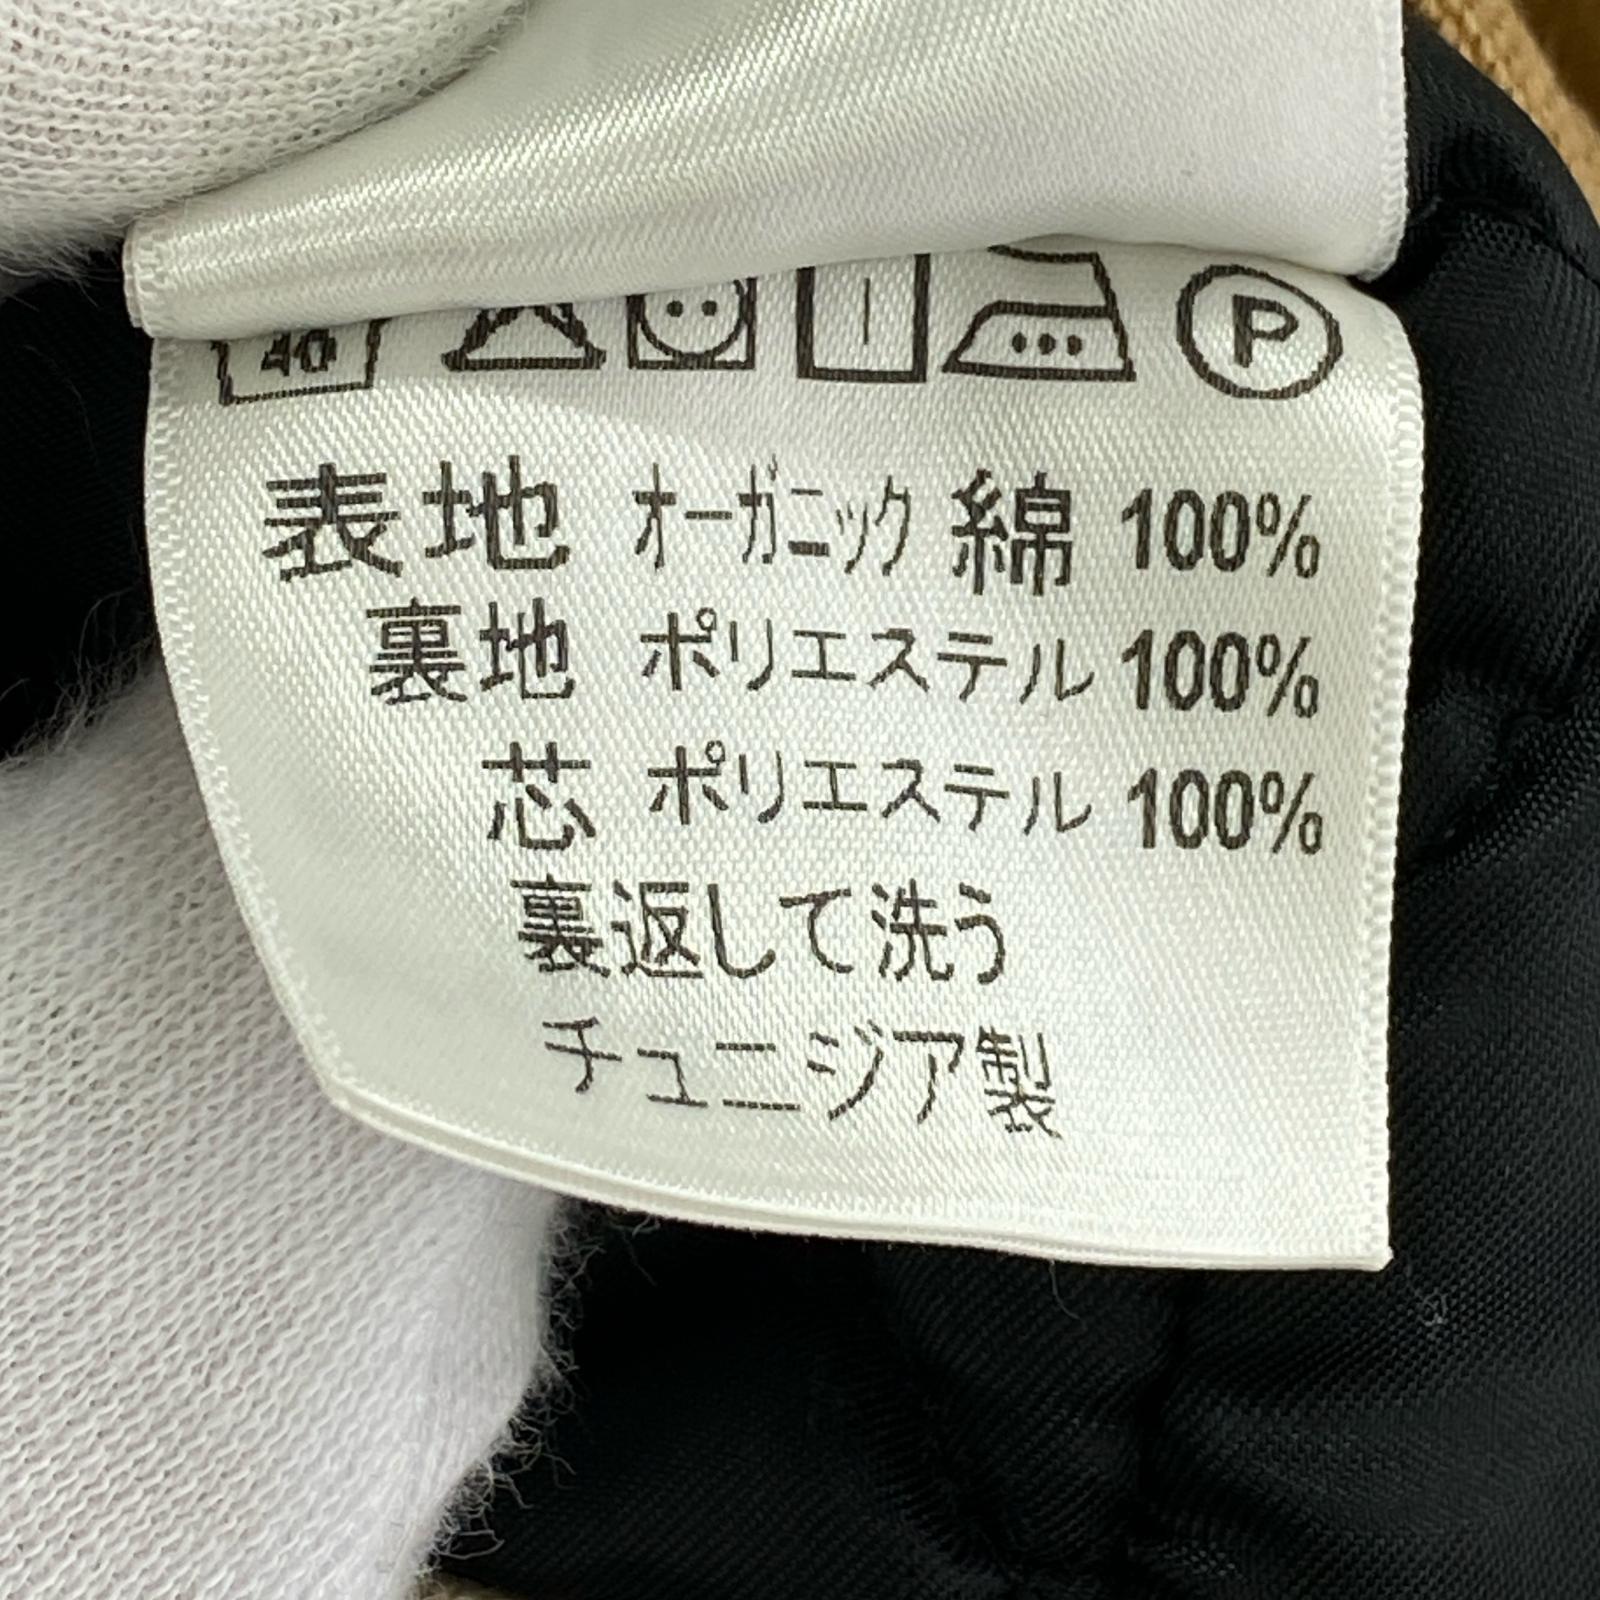 40
P
表地 オーガニック 綿 100%
裏地 ポリエステル 100%
芯 ポリエステル 100%
裏返して洗う
チュニジア製